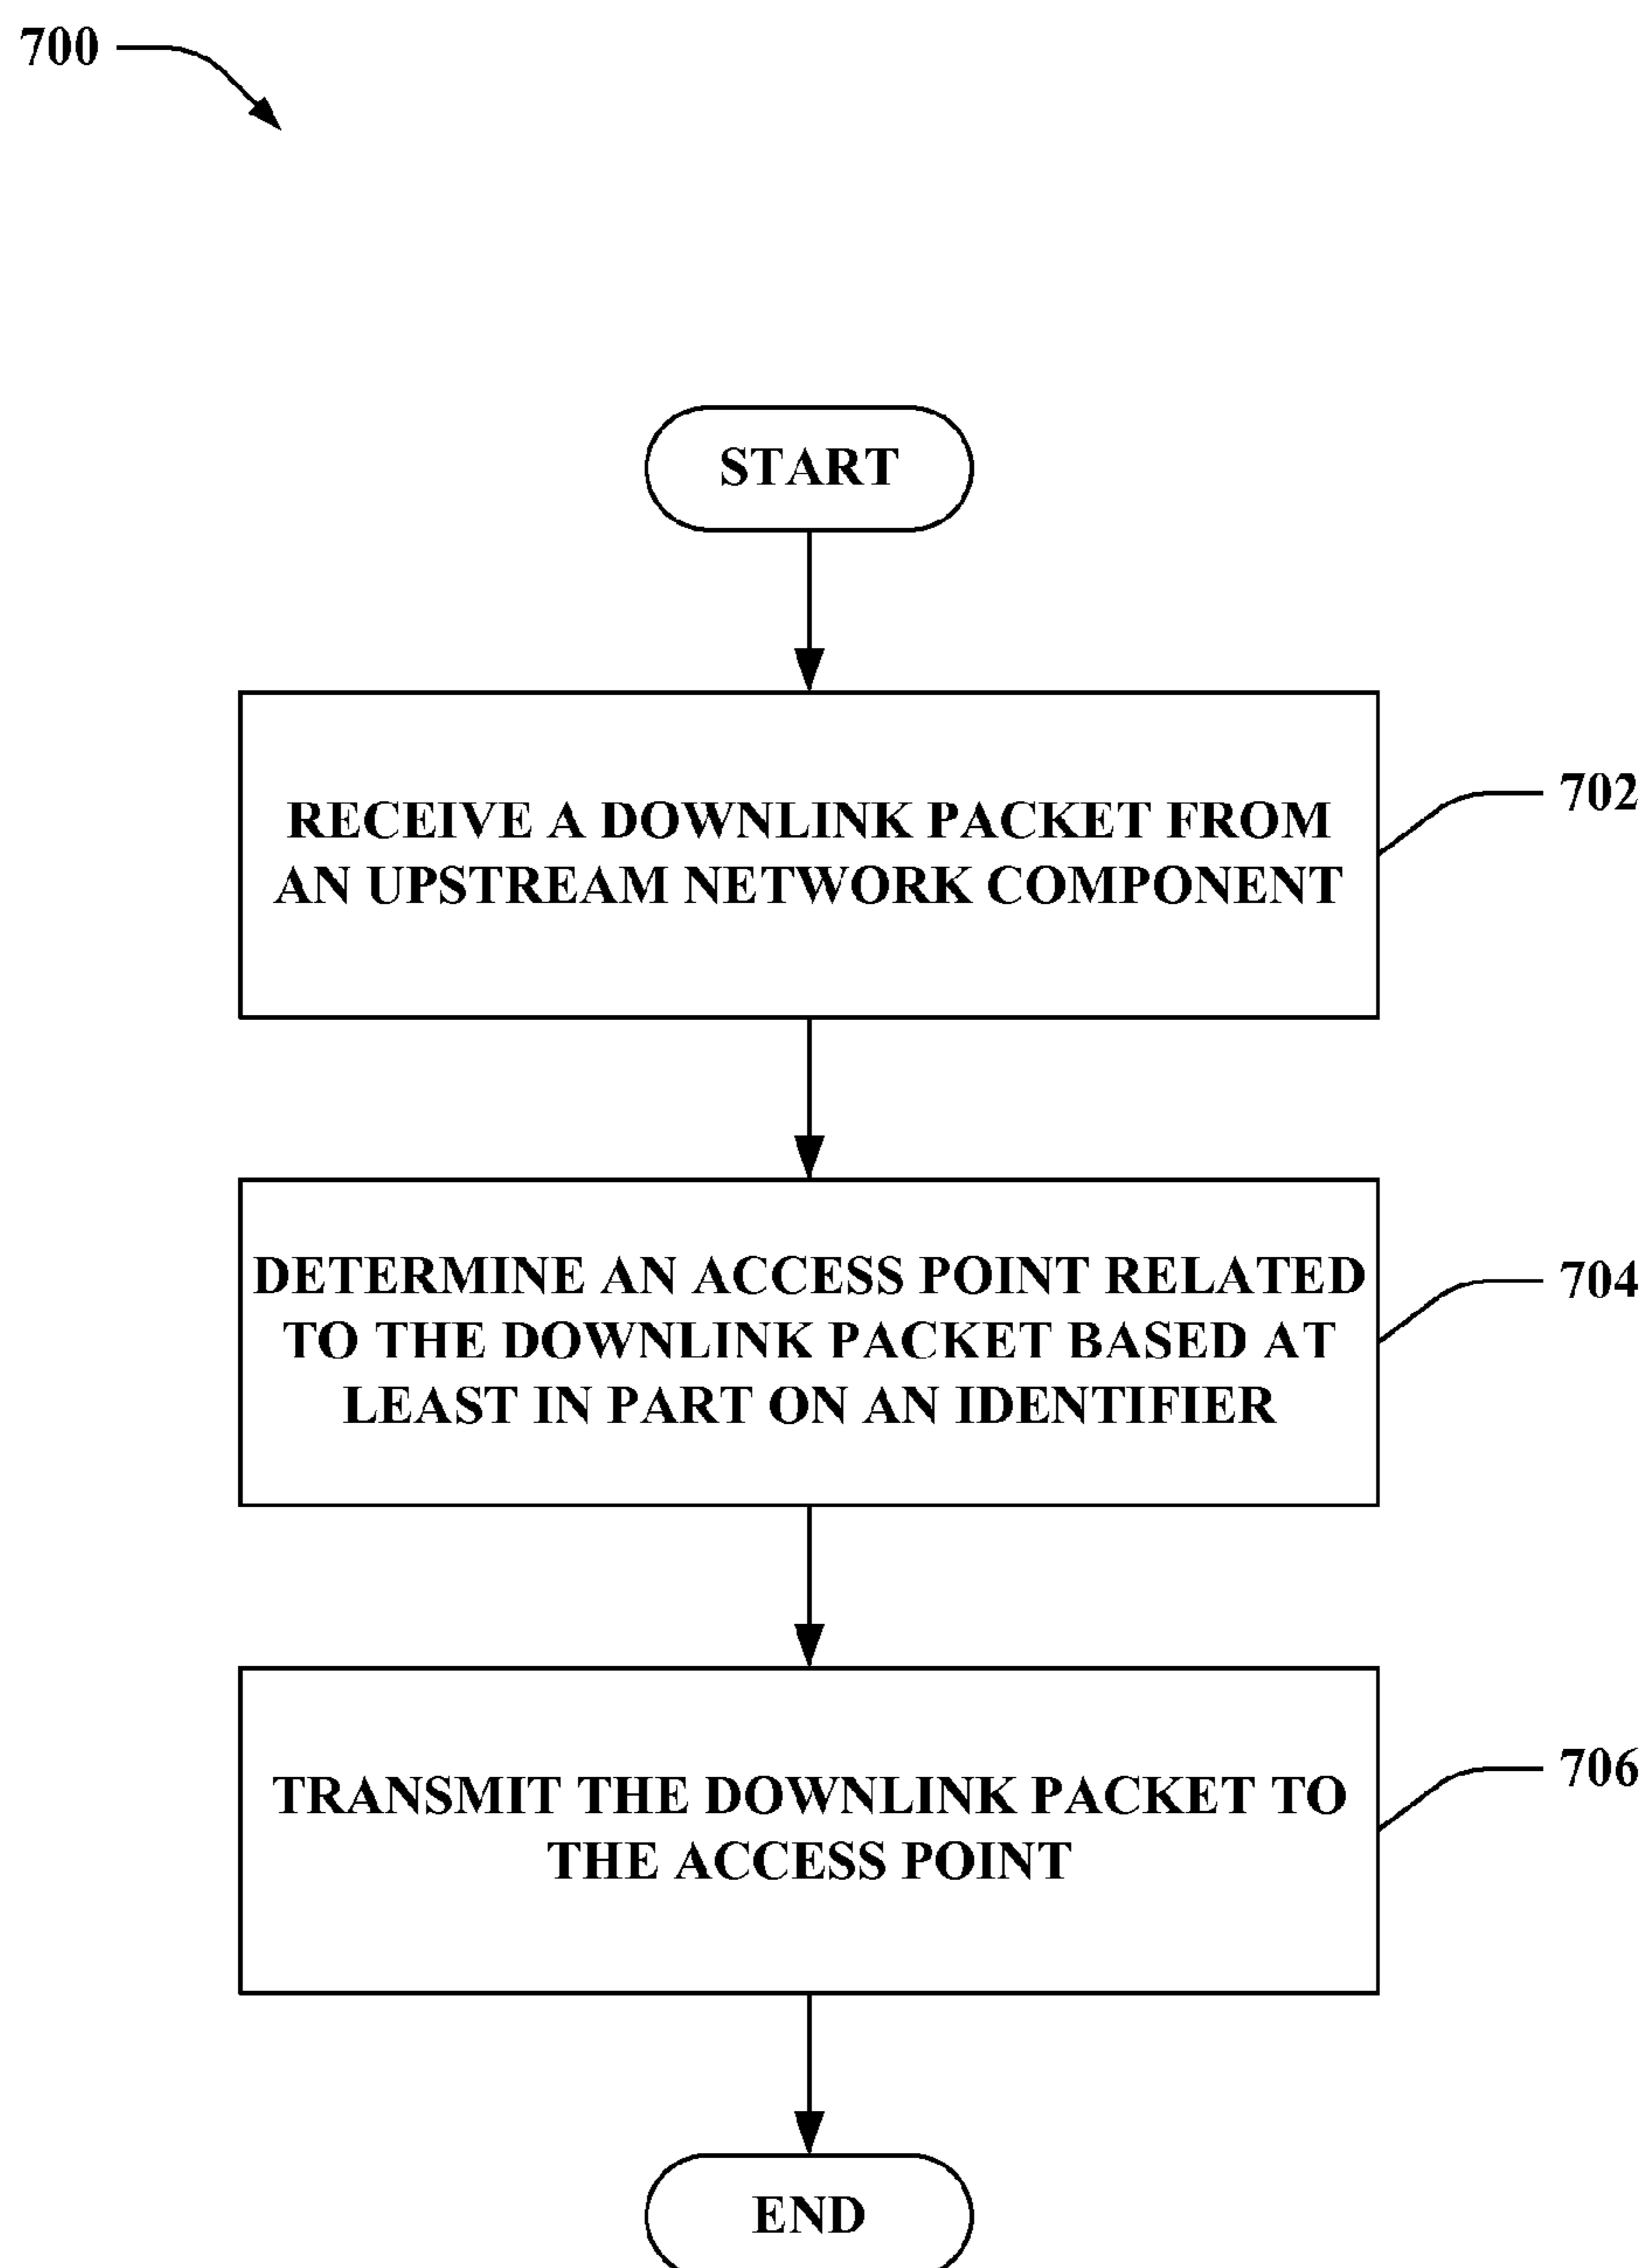 700
START
RECEIVE A DOWNLINK PACKET FROM
AN UPSTREAM NETWORK COMPONENT
702
DETERMINE AN ACCESS POINT RELATED
TO THE DOWNLINK PACKET BASED AT
LEAST IN PART ON AN IDENTIFIER
704
TRANSMIT THE DOWNLINK PACKET TO
THE ACCESS POINT
706
END